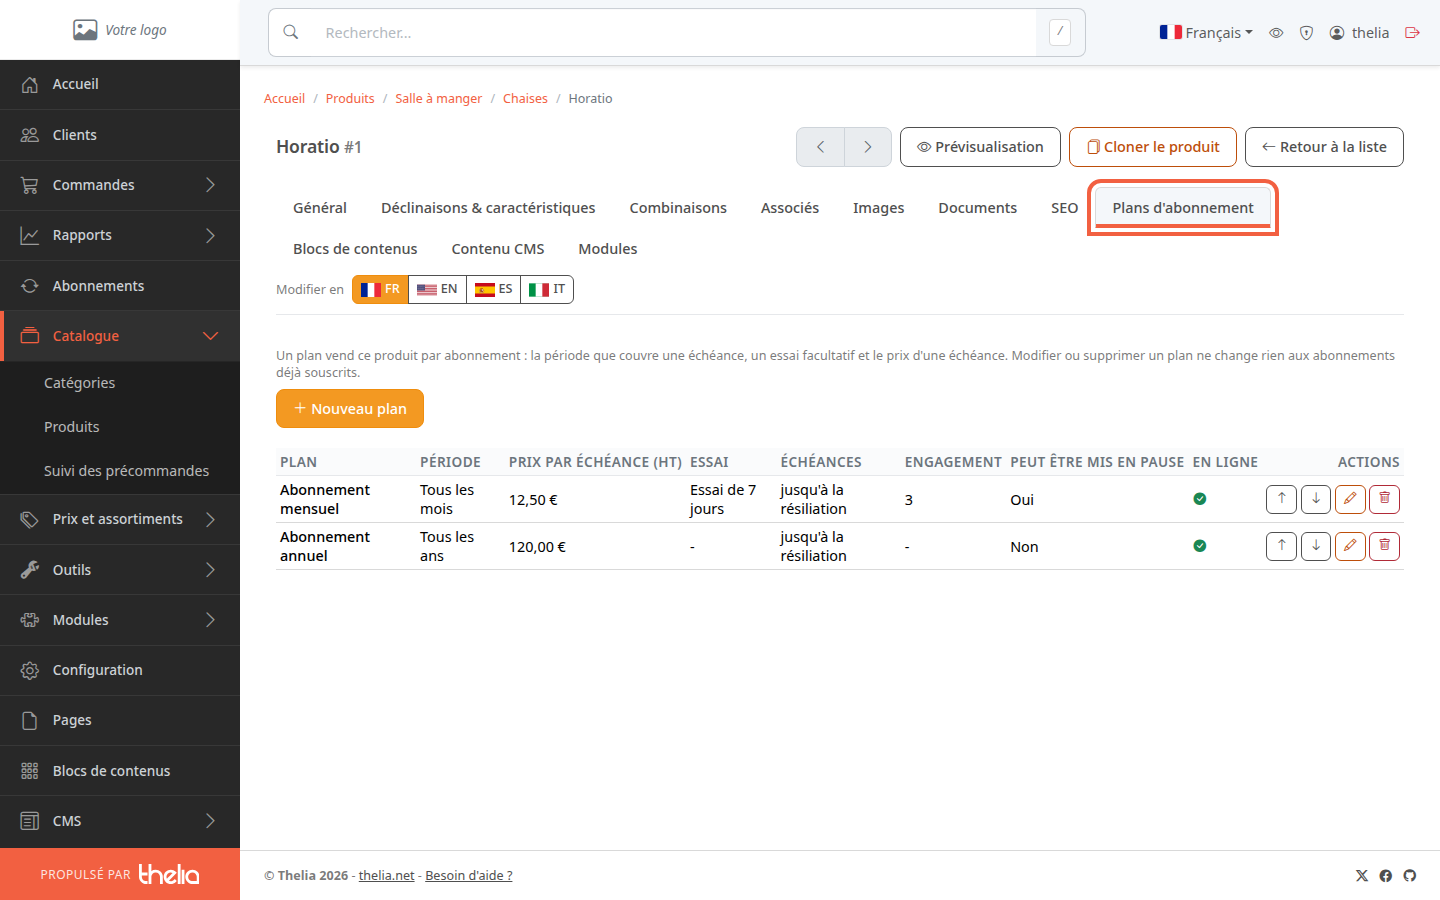 Votre logo
Rechercher...
/
Français
thelia
Accueil
Clients
Commandes
Rapports
Abonnements
Catalogue
Catégories
Produits
Suivi des précommandes
Prix et assortiments
Outils
Modules
Configuration
Pages
Blocs de contenus
CMS
PROPULSÉ PAR thelia
Accueil / Produits / Salle à manger / Chaises / Horatio
Horatio #1
Prévisualisation
Cloner le produit
Retour à la liste
Général
Déclinaisons & caractéristiques
Combinaisons
Associés
Images
Documents
SEO
Plans d'abonnement
Blocs de contenus
Contenu CMS
Modules
Modifier en FR EN ES IT
Un plan vend ce produit par abonnement : la période que couvre une échéance, un essai facultatif et le prix d'une échéance. Modifier ou supprimer un plan ne change rien aux abonnements
déjà souscrits.
+ Nouveau plan
PLAN PÉRIODE PRIX PAR ÉCHÉANCE (HT) ESSAI ÉCHÉANCES ENGAGEMENT PEUT ÊTRE MIS EN PAUSE EN LIGNE ACTIONS
Abonnement mensuel Tous les mois 12,50 € Essai de 7 jours jusqu'à la résiliation 3 Oui
Abonnement annuel Tous les ans 120,00 € - jusqu'à la résiliation - Non
© Thelia 2026 - thelia.net - Besoin d'aide ?